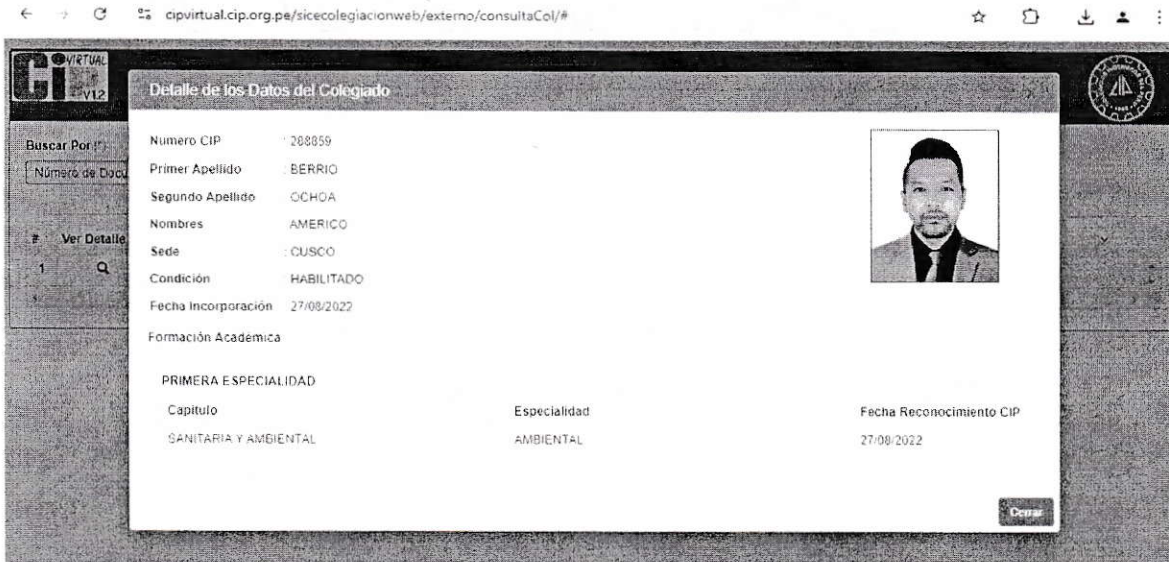 cipvirtual.cip.org.pe/sicecolegiacionweb/externo/consultaCol/#
VIRTUAL
CiP
V1.2
Detalle de los Datos del Colegiado
Buscar Por
Número de Docu
# Ver Detalle
1
Numero CIP : 288859
Primer Apellido : BERRIO
Segundo Apellido OCHOA
Nombres AMERICO
Sede : CUSCO
Condición HABILITADO
Fecha Incorporación 27/08/2022
Formación Académica
PRIMERA ESPECIALIDAD
Capitulo Especialidad Fecha Reconocimiento CIP
SANITARIA Y AMBIENTAL AMBIENTAL 27/08/2022
Cerrar